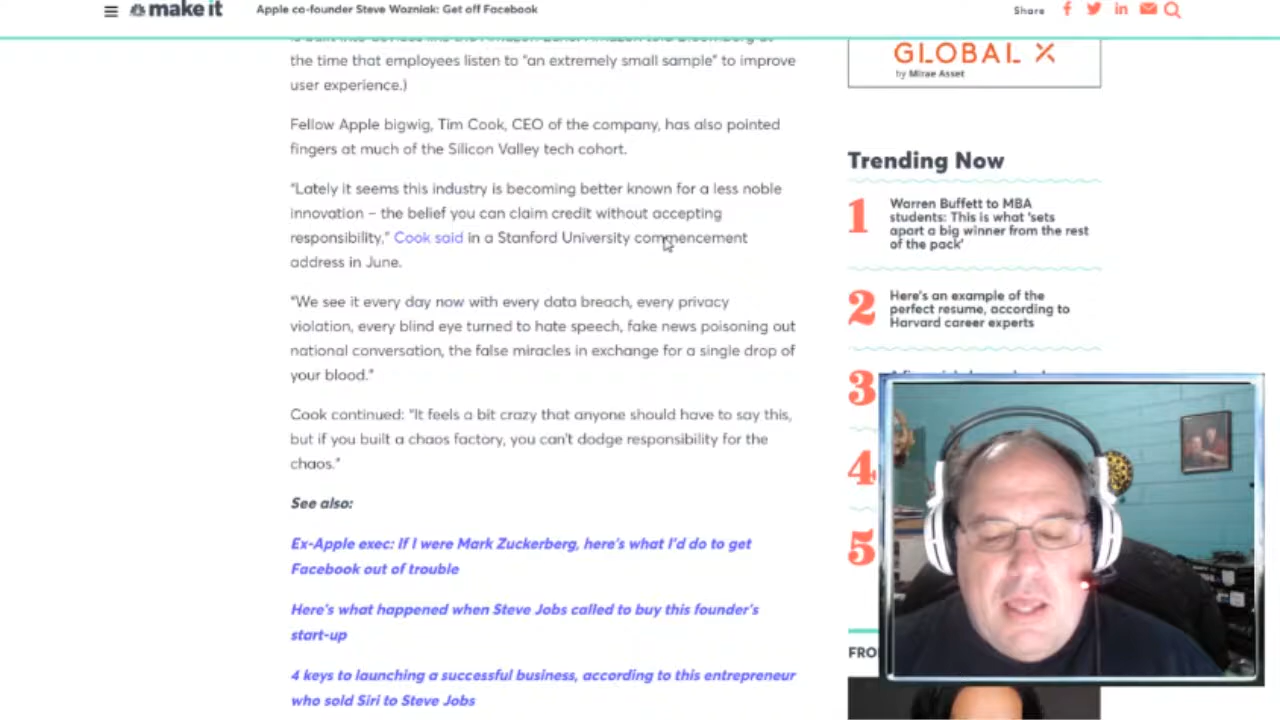 make it
Apple co-founder Steve Wozniak: Get off Facebook
Share
the time that employees listen to “an extremely small sample” to improve
user experience.)
Fellow Apple bigwig, Tim Cook, CEO of the company, has also pointed
fingers at much of the Silicon Valley tech cohort.
“Lately it seems this industry is becoming better known for a less noble
innovation – the belief you can claim credit without accepting
responsibility,” Cook said in a Stanford University commencement
address in June.
“We see it every day now with every data breach, every privacy
violation, every blind eye turned to hate speech, fake news poisoning out
national conversation, the false miracles in exchange for a single drop of
your blood.”
Cook continued: “It feels a bit crazy that anyone should have to say this,
but if you built a chaos factory, you can’t dodge responsibility for the
chaos.”
See also:
Ex-Apple exec: If I were Mark Zuckerberg, here’s what I’d do to get
Facebook out of trouble
Here’s what happened when Steve Jobs called to buy this founder’s
start-up
4 keys to launching a successful business, according to this entrepreneur
who sold Siri to Steve Jobs
GLOBAL X
by Mirae Asset
Trending Now
1
Warren Buffett to MBA
students: This is what ‘sets
apart a big winner from the rest
of the pack’
2
Here’s an example of the
perfect resume, according to
Harvard career experts
3
4
5
FRO